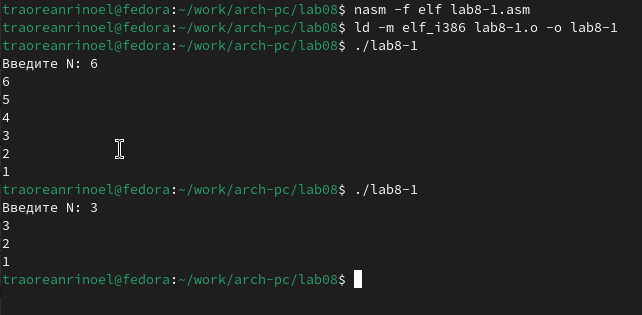 traoreanrinoel@fedora:~/work/arch-pc/lab08$ nasm -f elf lab8-1.asm
traoreanrinoel@fedora:~/work/arch-pc/lab08$ ld -m elf_i386 lab8-1.o -o lab8-1
traoreanrinoel@fedora:~/work/arch-pc/lab08$ ./lab8-1
Введите N: 6
6
5
4
3
2
1
traoreanrinoel@fedora:~/work/arch-pc/lab08$ ./lab8-1
Введите N: 3
3
2
1
traoreanrinoel@fedora:~/work/arch-pc/lab08$